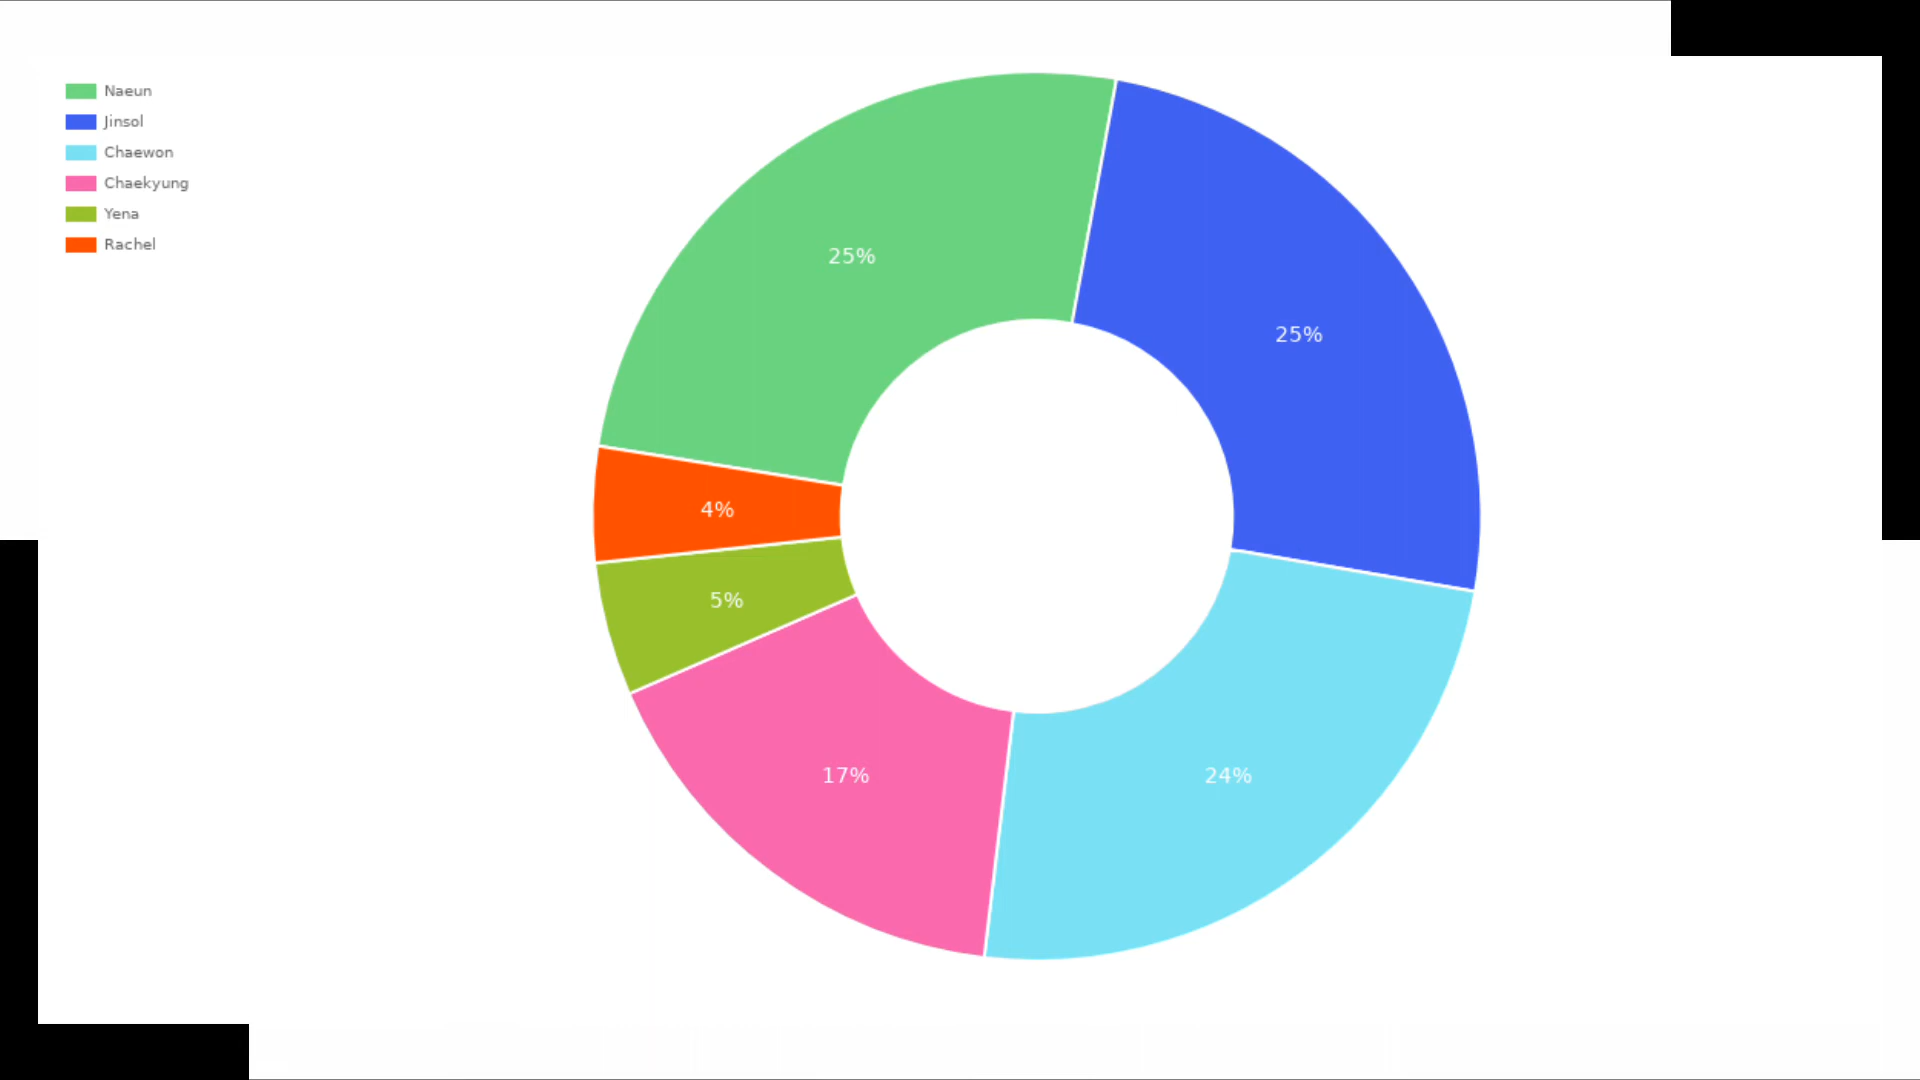 Naeun
Jinsol
Chaewon
Chaekyung
Yena
Rachel
25%
25%
4%
5%
17%
24%